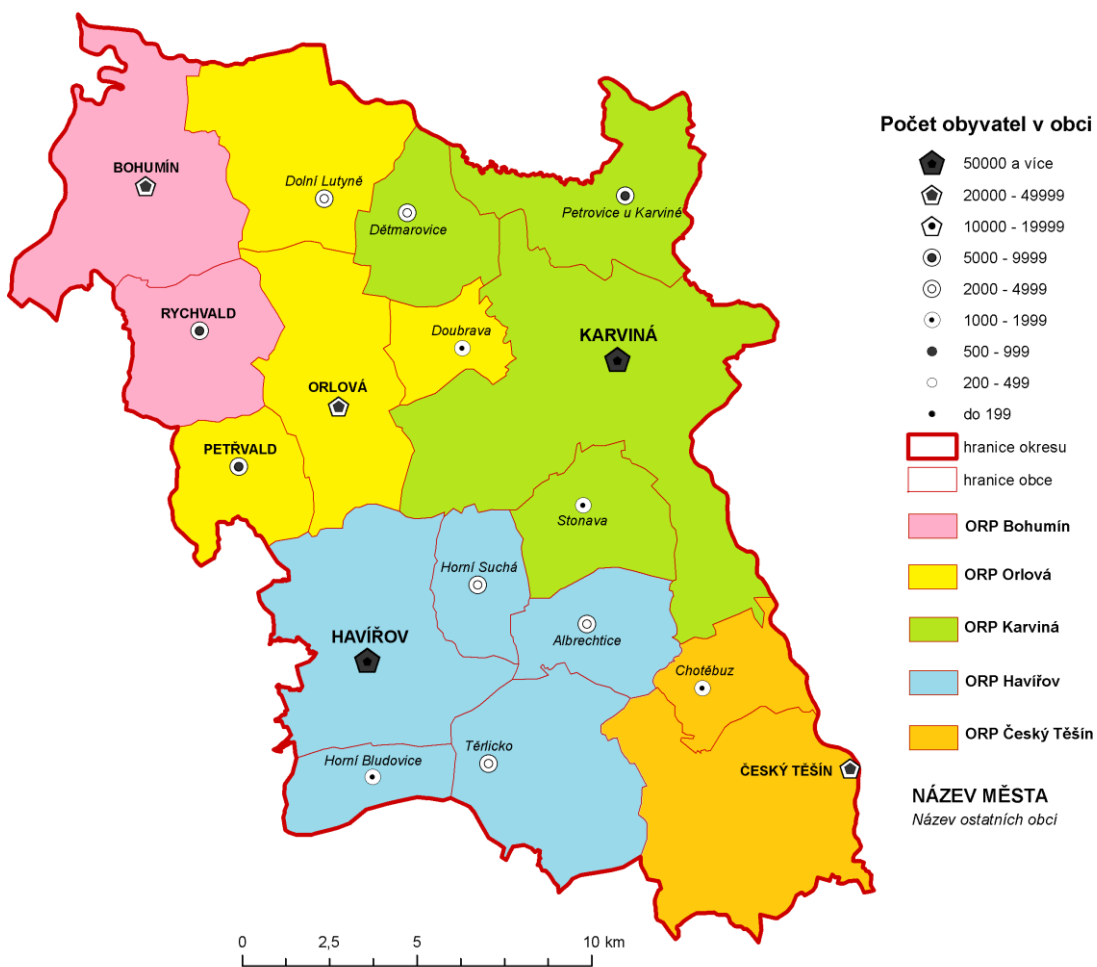 Počet obyvatel v obci
50000 a více
20000 - 49999
10000 - 19999
5000 - 9999
2000 - 4999
1000 - 1999
500 - 999
200 - 499
do 199
hranice okresu
hranice obce
ORP Bohumín
ORP Orlová
ORP Karviná
ORP Havířov
ORP Český Těšín
NÁZEV MĚSTA
Název ostatních obcí
BOHUMÍN
Dolní Lutyně
Dětmarovice
Petrovice u Karviné
RYCHVALD
Doubrava
KARVINÁ
ORLOVÁ
PETŘVALD
Stonava
Horní Suchá
HAVÍŘOV
Albrechtice
Chotěbuz
Horní Bludovice
Těrlicko
ČESKÝ TĚŠÍN
0 2,5 5 10 km